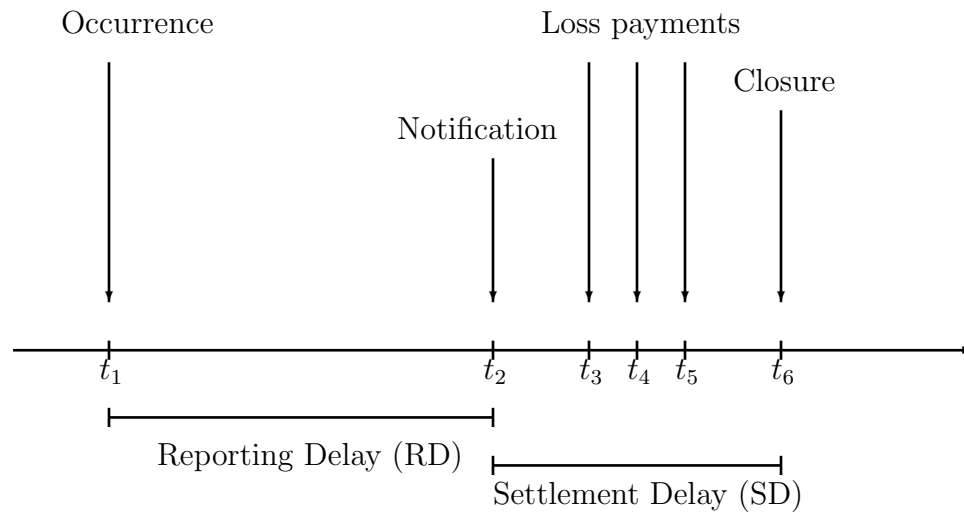 Occurrence
Loss payments
Closure
Notification
t₁
t₂
t₃
t₄
t₅
t₆
Reporting Delay (RD)
Settlement Delay (SD)